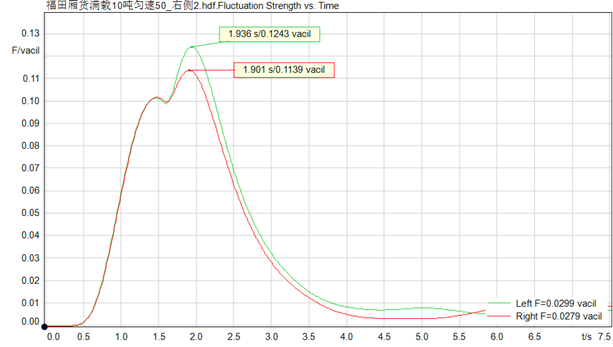 福田厢货满载10吨匀速50_右侧2.hdf.Fluctuation Strength vs. Time
F/vacil
0.13
0.12
0.11
0.10
0.09
0.08
0.07
0.06
0.05
0.04
0.03
0.02
0.01
0.00
1.936 s/0.1243 vacil
1.901 s/0.1139 vacil
Left F=0.0299 vacil
Right F=0.0279 vacil
0.0 0.5 1.0 1.5 2.0 2.5 3.0 3.5 4.0 4.5 5.0 5.5 6.0 6.5 t/s 7.5